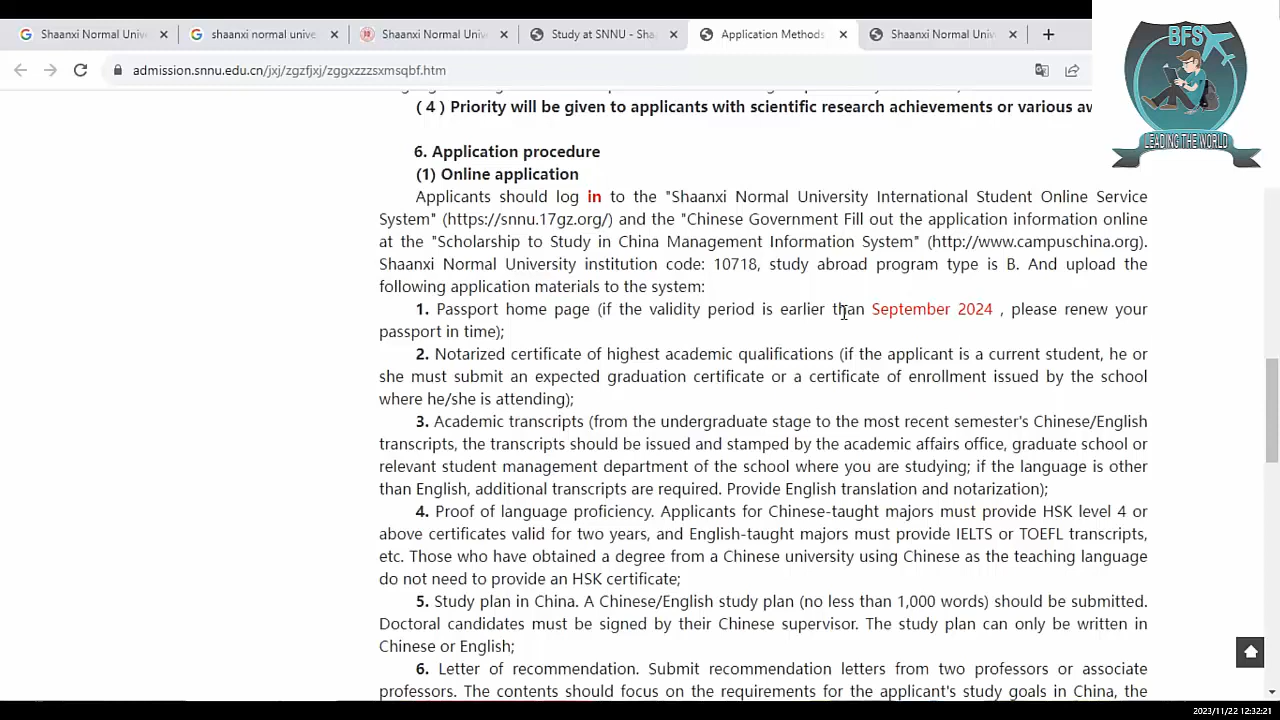 Shaanxi Normal Unive
shaanxi normal unive
Shaanxi Normal Uni
Study at SNNU - Sha
Application Methods
Shaanxi Normal Univ
admission.snnu.edu.cn/jxj/zgzfjxj/zggxzzzsxmsqbf.htm
BFS
LEADING THE WORLD
( 4 ) Priority will be given to applicants with scientific research achievements or various aw
6. Application procedure
(1) Online application
Applicants should log in to the "Shaanxi Normal University International Student Online Service
System" (https://snnu.17gz.org/) and the "Chinese Government Fill out the application information online
at the "Scholarship to Study in China Management Information System" (http://www.campuschina.org).
Shaanxi Normal University institution code: 10718, study abroad program type is B. And upload the
following application materials to the system:
1. Passport home page (if the validity period is earlier than September 2024 , please renew your
passport in time);
2. Notarized certificate of highest academic qualifications (if the applicant is a current student, he or
she must submit an expected graduation certificate or a certificate of enrollment issued by the school
where he/she is attending);
3. Academic transcripts (from the undergraduate stage to the most recent semester's Chinese/English
transcripts, the transcripts should be issued and stamped by the academic affairs office, graduate school or
relevant student management department of the school where you are studying; if the language is other
than English, additional transcripts are required. Provide English translation and notarization);
4. Proof of language proficiency. Applicants for Chinese-taught majors must provide HSK level 4 or
above certificates valid for two years, and English-taught majors must provide IELTS or TOEFL transcripts,
etc. Those who have obtained a degree from a Chinese university using Chinese as the teaching language
do not need to provide an HSK certificate;
5. Study plan in China. A Chinese/English study plan (no less than 1,000 words) should be submitted.
Doctoral candidates must be signed by their Chinese supervisor. The study plan can only be written in
Chinese or English;
6. Letter of recommendation. Submit recommendation letters from two professors or associate
professors. The contents should focus on the requirements for the applicant's study goals in China, the
2023/11/22 12:32:21